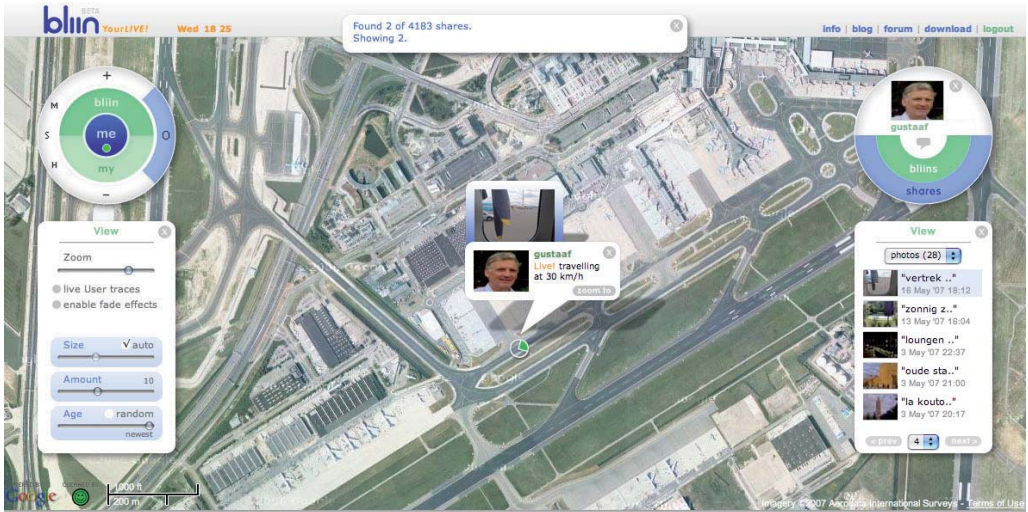 BETA
bliin YourLIVE!
Wed 18 25
Found 2 of 4183 shares.
Showing 2.
info | blog | forum | download | logout
+
M
S
H
bliin
me
my
O
–
gustaaf
bliins
shares
View
Zoom
live User traces
enable fade effects
Size
auto
Amount
10
Age
random
newest
gustaaf
Live! travelling
at 30 km/h
zoom to
View
photos (28)
"vertrek .."
16 May '07 18:12
"zonnig z.."
13 May '07 16:04
"loungen .."
3 May '07 22:37
"oude sta.."
3 May '07 21:00
"la kouto.."
3 May '07 20:17
< prev
4
next >
POWERED BY
Google
1000 ft
200 m
Imagery ©2007 Aerodata International Surveys - Terms of Use